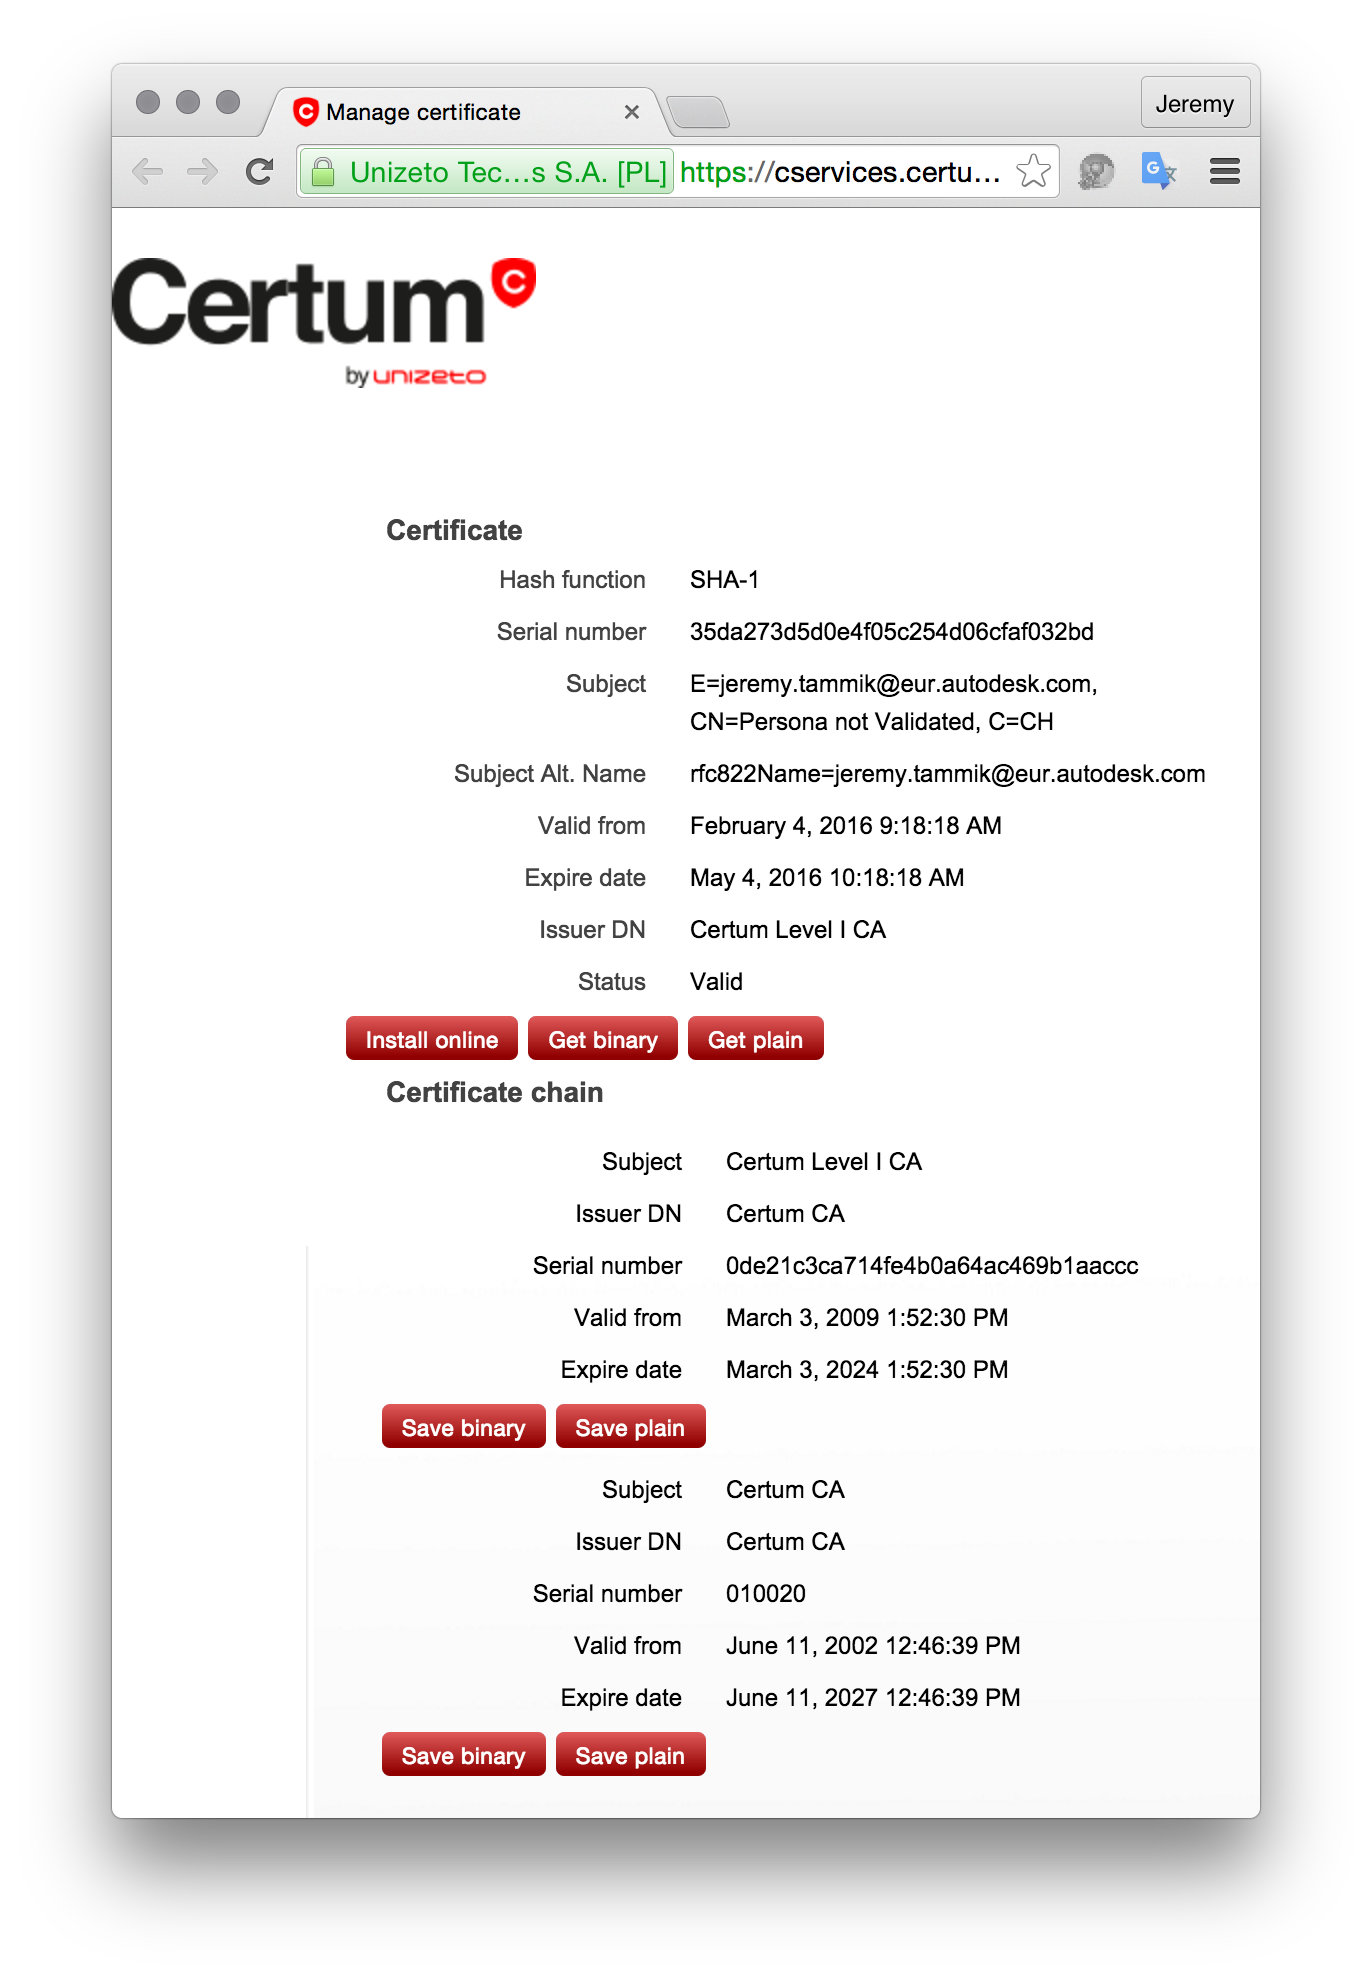 Manage certificate
Jeremy
Unizeto Tec...s S.A. [PL] https://cservices.certu...
Certum
by unizeto
Certificate
Hash function SHA-1
Serial number 35da273d5d0e4f05c254d06cfaf032bd
Subject E=jeremy.tammik@eur.autodesk.com,
CN=Persona not Validated, C=CH
Subject Alt. Name rfc822Name=jeremy.tammik@eur.autodesk.com
Valid from February 4, 2016 9:18:18 AM
Expire date May 4, 2016 10:18:18 AM
Issuer DN Certum Level I CA
Status Valid
Install online Get binary Get plain
Certificate chain
Subject Certum Level I CA
Issuer DN Certum CA
Serial number 0de21c3ca714fe4b0a64ac469b1aaccc
Valid from March 3, 2009 1:52:30 PM
Expire date March 3, 2024 1:52:30 PM
Save binary Save plain
Subject Certum CA
Issuer DN Certum CA
Serial number 010020
Valid from June 11, 2002 12:46:39 PM
Expire date June 11, 2027 12:46:39 PM
Save binary Save plain